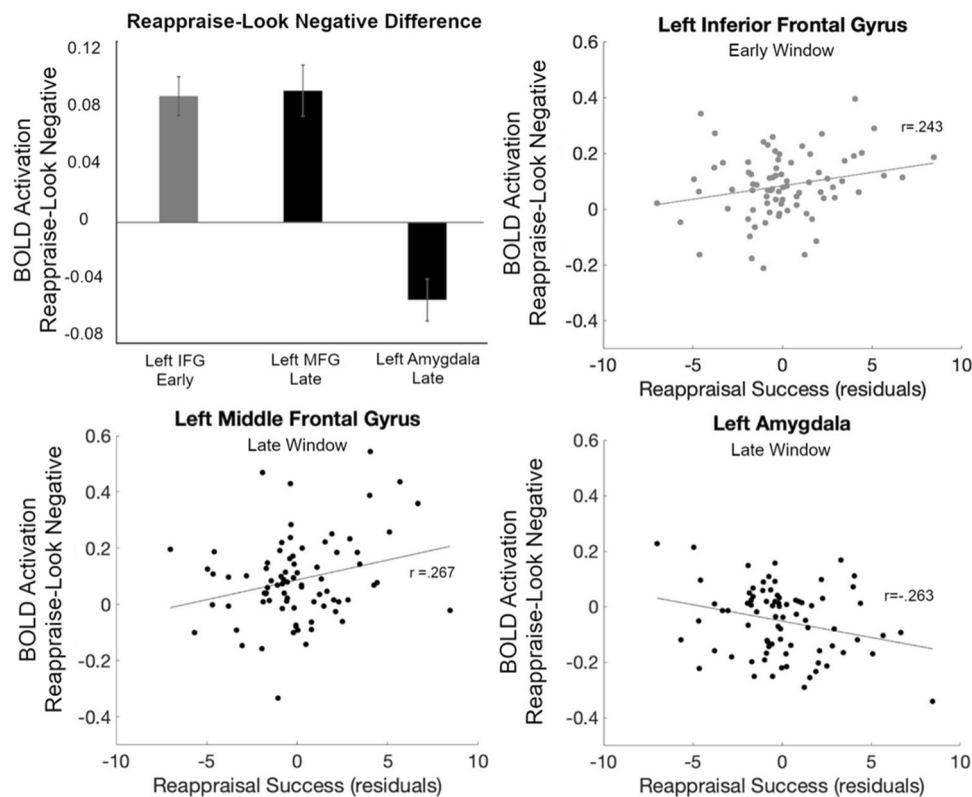 Reappraise-Look Negative Difference
BOLD Activation
Reappraise-Look Negative
0.12
0.08
0.04
0
-0.04
-0.08
Left IFG
Early
Left MFG
Late
Left Amygdala
Late
Left Inferior Frontal Gyrus
Early Window
BOLD Activation
Reappraise-Look Negative
0.6
0.4
0.2
0
-0.2
-0.4
r=.243
-10 -5 0 5 10
Reappraisal Success (residuals)
Left Middle Frontal Gyrus
Late Window
BOLD Activation
Reappraise-Look Negative
0.6
0.4
0.2
0
-0.2
-0.4
r =.267
-10 -5 0 5 10
Reappraisal Success (residuals)
Left Amygdala
Late Window
BOLD Activation
Reappraise-Look Negative
0.6
0.4
0.2
0
-0.2
-0.4
r=-.263
-10 -5 0 5 10
Reappraisal Success (residuals)